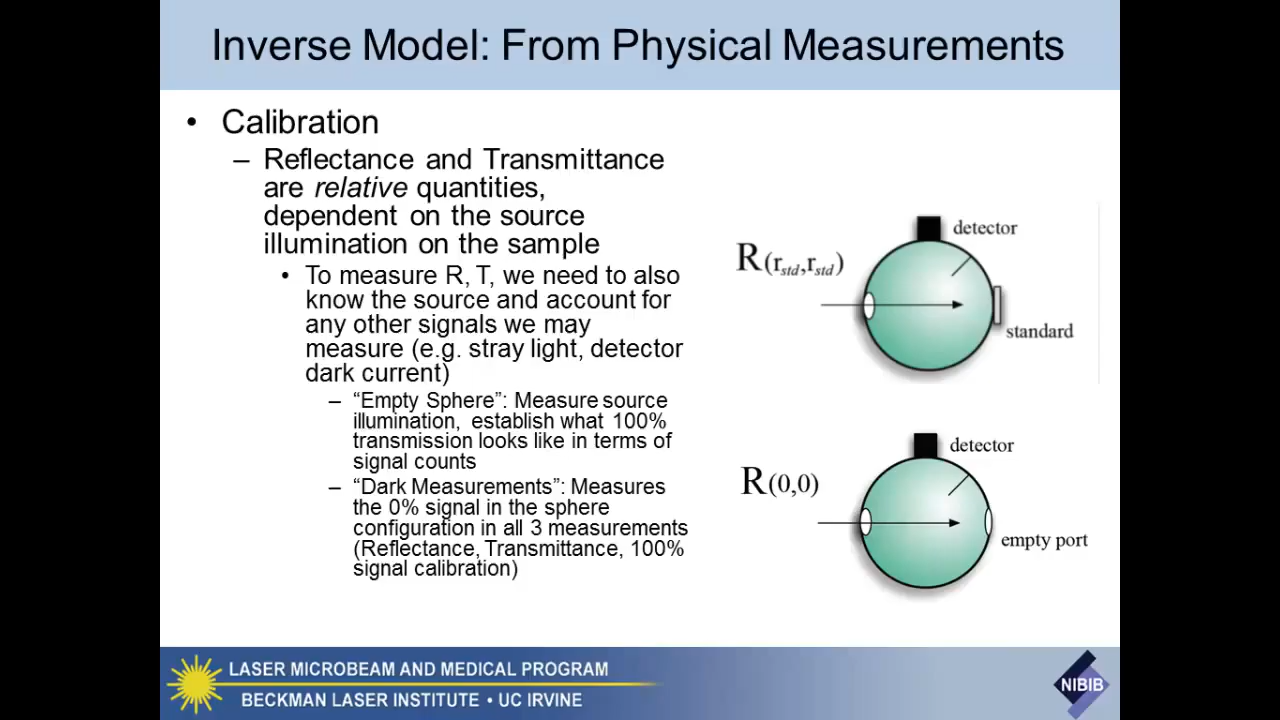 Inverse Model: From Physical Measurements
• Calibration
– Reflectance and Transmittance
are relative quantities,
dependent on the source
illumination on the sample
• To measure R, T, we need to also
know the source and account for
any other signals we may
measure (e.g. stray light, detector
dark current)
– “Empty Sphere”: Measure source
illumination, establish what 100%
transmission looks like in terms of
signal counts
– “Dark Measurements”: Measures
the 0% signal in the sphere
configuration in all 3 measurements
(Reflectance, Transmittance, 100%
signal calibration)
detector
R(rstd,rstd)
standard
detector
R(0,0)
empty port
LASER MICROBEAM AND MEDICAL PROGRAM
BECKMAN LASER INSTITUTE • UC IRVINE
NIBIB